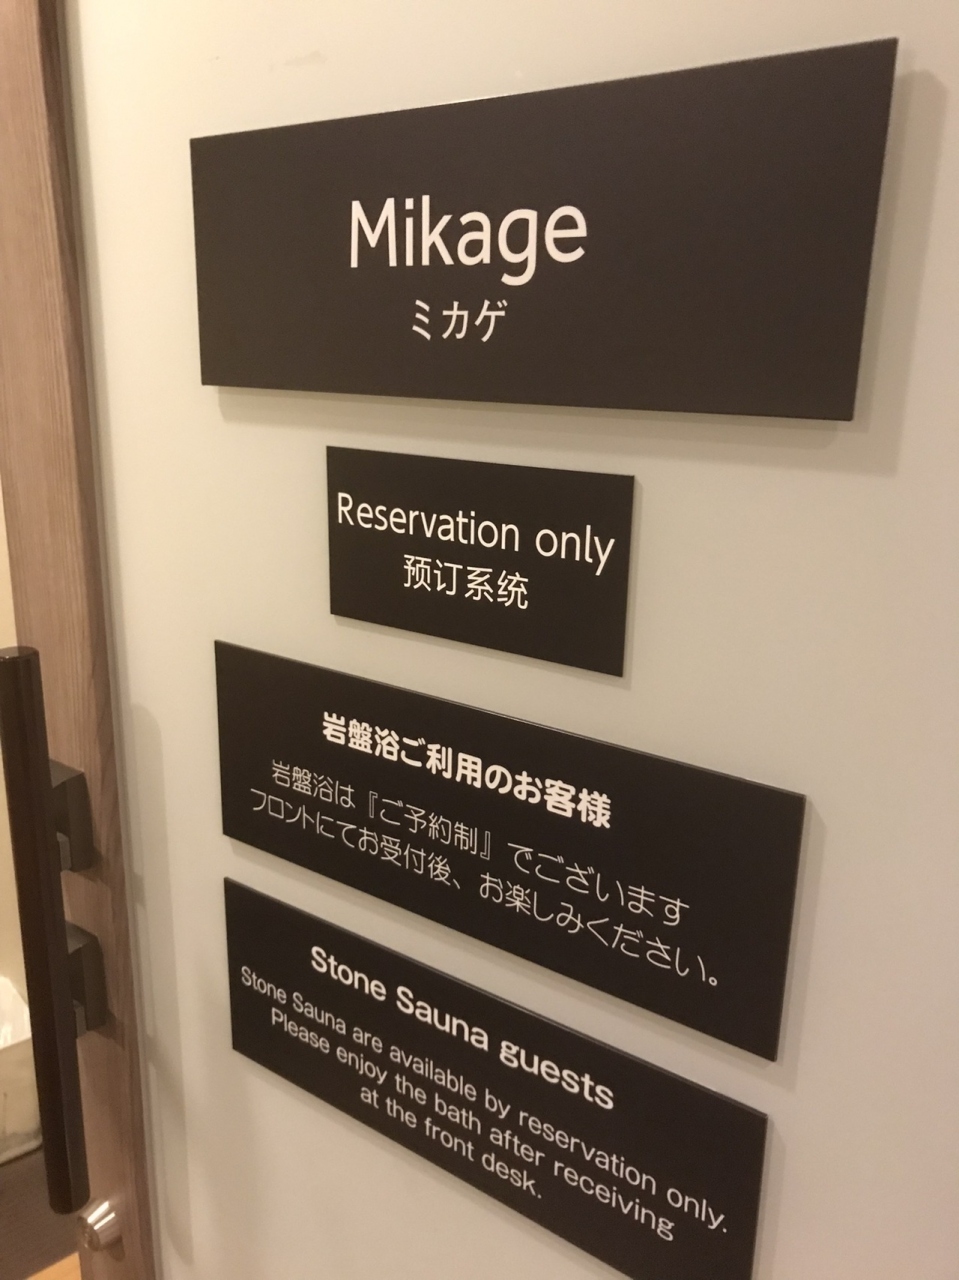 Mikage
ミカゲ
Reservation only
预订系统
岩盤浴ご利用のお客様
岩盤浴は『ご予約制』でございます
フロントにてお受付後、お楽しみください。
Stone Sauna guests
Stone Sauna are available by reservation only.
Please enjoy the bath after receiving
at the front desk.